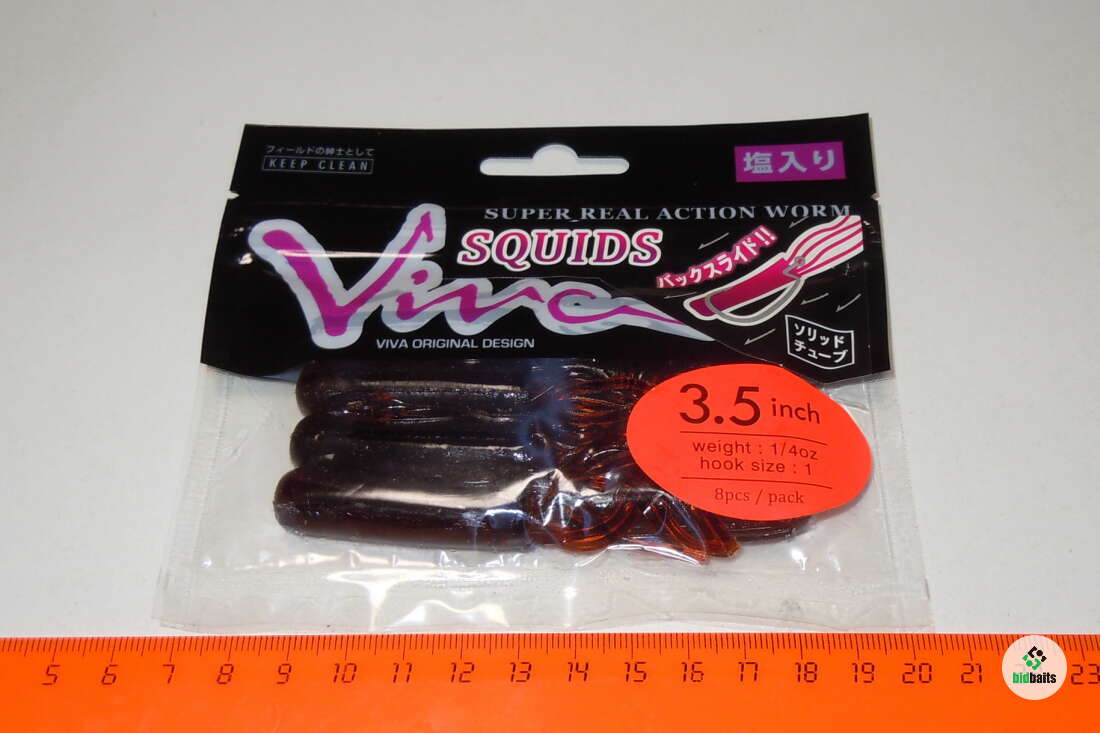 フィールドの紳士として
KEEP CLEAN
塩入り
SUPER REAL ACTION WORM
SQUIDS
Viva
バックスライド!!
VIVA ORIGINAL DESIGN
ソリッド
チューブ
3.5 inch
weight : 1/4oz
hook size : 1
8pcs / pack
5 6 7 8 9 10 11 12 13 14 15 16 17 18 19 20 21 23
bidbaits